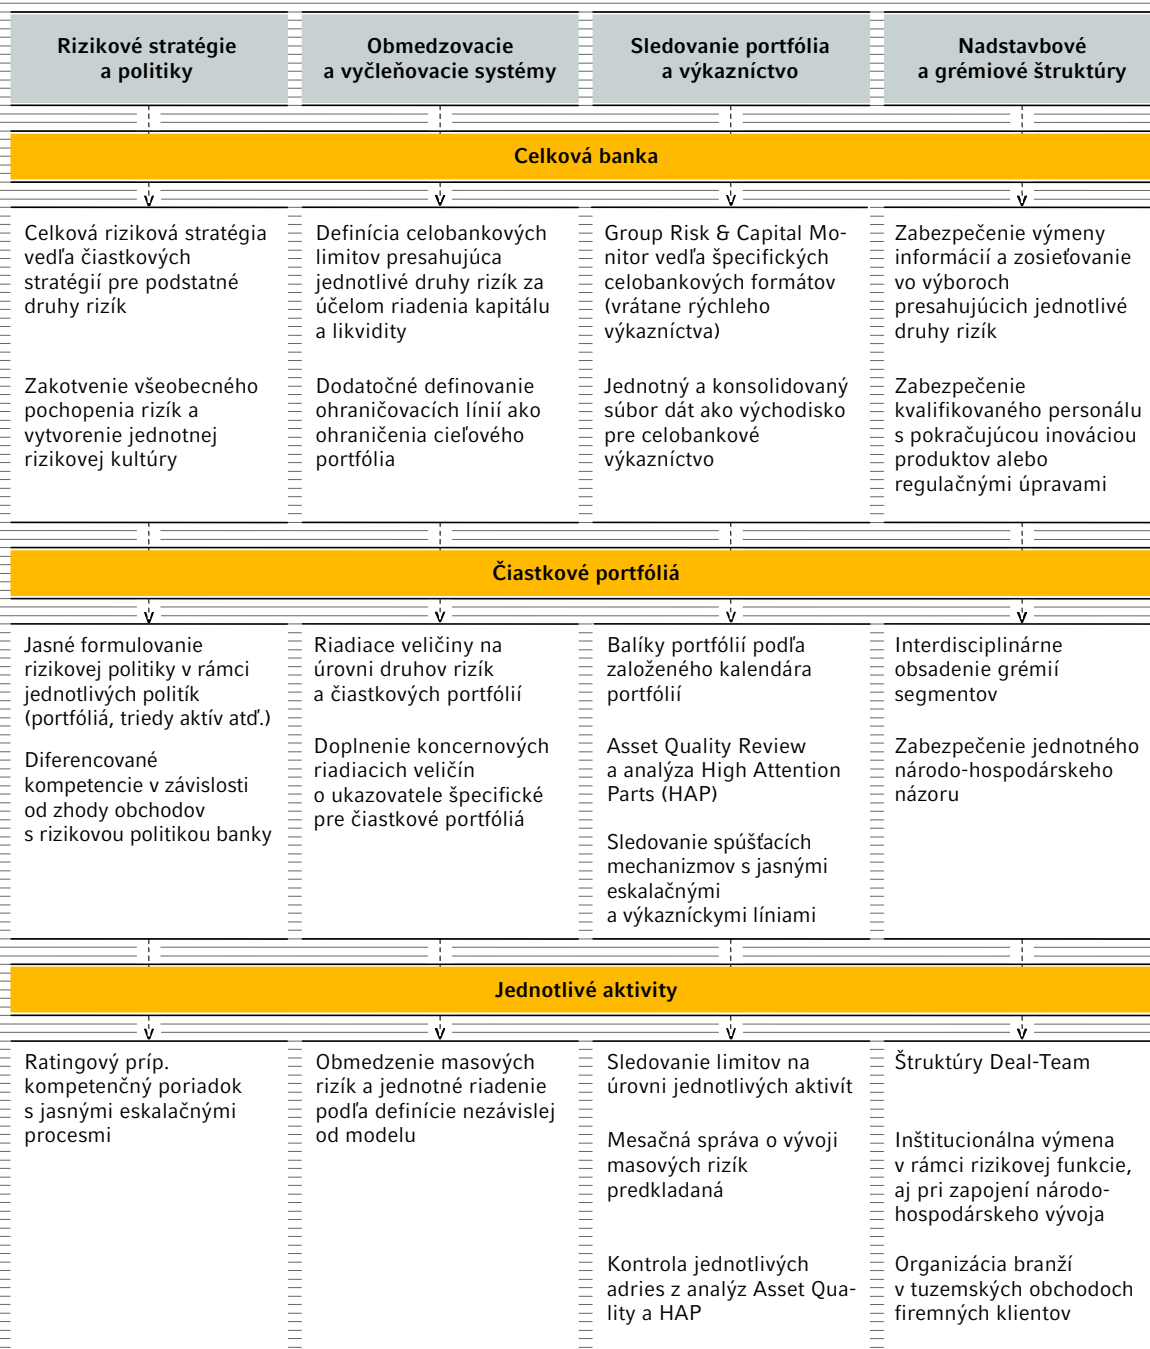 Rizikové stratégie
a politiky
Obmedzovacie
a vyčleňovacie systémy
Sledovanie portfólia
a výkazníctvo
Nadstavbové
a grémiové štruktúry
Celková banka
Celková riziková stratégia
vedľa čiastkových
stratégií pre podstatné
druhy rizík
Zakotvenie všeobecného
pochopenia rizík a
vytvorenie jednotnej
rizikovej kultúry
Definícia celobankových
limitov presahujúca
jednotlivé druhy rizík za
účelom riadenia kapitálu
a likvidity
Dodatočné definovanie
ohraničovacích línií ako
ohraničenia cieľového
portfólia
Group Risk & Capital Mo-
nitor vedľa špecifických
celobankových formátov
(vrátane rýchleho
výkazníctva)
Jednotný a konsolidovaný
súbor dát ako východisko
pre celobankové
výkazníctvo
Zabezpečenie výmeny
informácií a zosieťovanie
vo výboroch
presahujúcich jednotlivé
druhy rizík
Zabezpečenie
kvalifikovaného personálu
s pokračujúcou inováciou
produktov alebo
regulačnými úpravami
Čiastkové portfóliá
Jasné formulovanie
rizikovej politiky v rámci
jednotlivých politík
(portfóliá, triedy aktív atď.)
Diferencované
kompetencie v závislosti
od zhody obchodov
s rizikovou politikou banky
Riadiace veličiny na
úrovni druhov rizík
a čiastkových portfólií
Doplnenie koncernových
riadiacich veličín
o ukazovatele špecifické
pre čiastkové portfóliá
Balíky portfólií podľa
založeného kalendára
portfólií
Asset Quality Review
a analýza High Attention
Parts (HAP)
Sledovanie spúšťacích
mechanizmov s jasnými
eskalačnými
a výkazníckymi líniami
Interdisciplinárne
obsadenie grémií
segmentov
Zabezpečenie jednotného
národo-hospodárskeho
názoru
Jednotlivé aktivity
Ratingový príp.
kompetenčný poriadok
s jasnými eskalačnými
procesmi
Obmedzenie masových
rizík a jednotné riadenie
podľa definície nezávislej
od modelu
Sledovanie limitov na
úrovni jednotlivých aktivít
Mesačná správa o vývoji
masových rizík
predkladaná
Kontrola jednotlivých
adries z analýz Asset Qua-
lity a HAP
Štruktúry Deal-Team
Inštitucionálna výmena
v rámci rizikovej funkcie,
aj pri zapojení národo-
hospodárskeho vývoja
Organizácia branží
v tuzemských obchodoch
firemných klientov